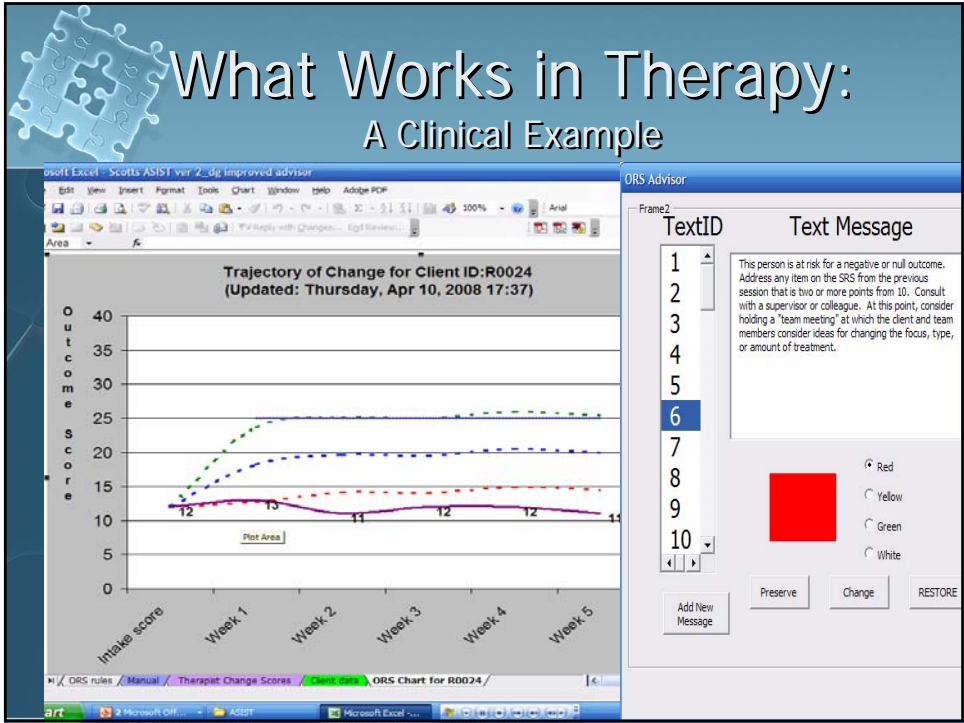 What Works in Therapy:
A Clinical Example
osoft Excel - Scotts ASIST ver 2_dg improved advisor
Edit View Insert Format Tools Chart Window Help Adobe PDF
100% Arial
Reply with Changes... End Review...
Area fx
Trajectory of Change for Client ID:R0024
(Updated: Thursday, Apr 10, 2008 17:37)
Outcome Score
40
35
30
25
20
15
10
5
0
12 13 11 12 12 11
Plot Area
Intake score Week 1 Week 2 Week 3 Week 4 Week 5
ORS rules / Manual / Therapist Change Scores / Client data \ ORS Chart for R0024 /
art 2 Microsoft Off... ASIST Microsoft Excel -...
ORS Advisor
Frame2
TextID Text Message
1
2
3
4
5
6
7
8
9
10
This person is at risk for a negative or null outcome.
Address any item on the SRS from the previous
session that is two or more points from 10. Consult
with a supervisor or colleague. At this point, consider
holding a "team meeting" at which the client and team
members consider ideas for changing the focus, type,
or amount of treatment.
Red
Yellow
Green
White
Add New
Message
Preserve Change RESTORE